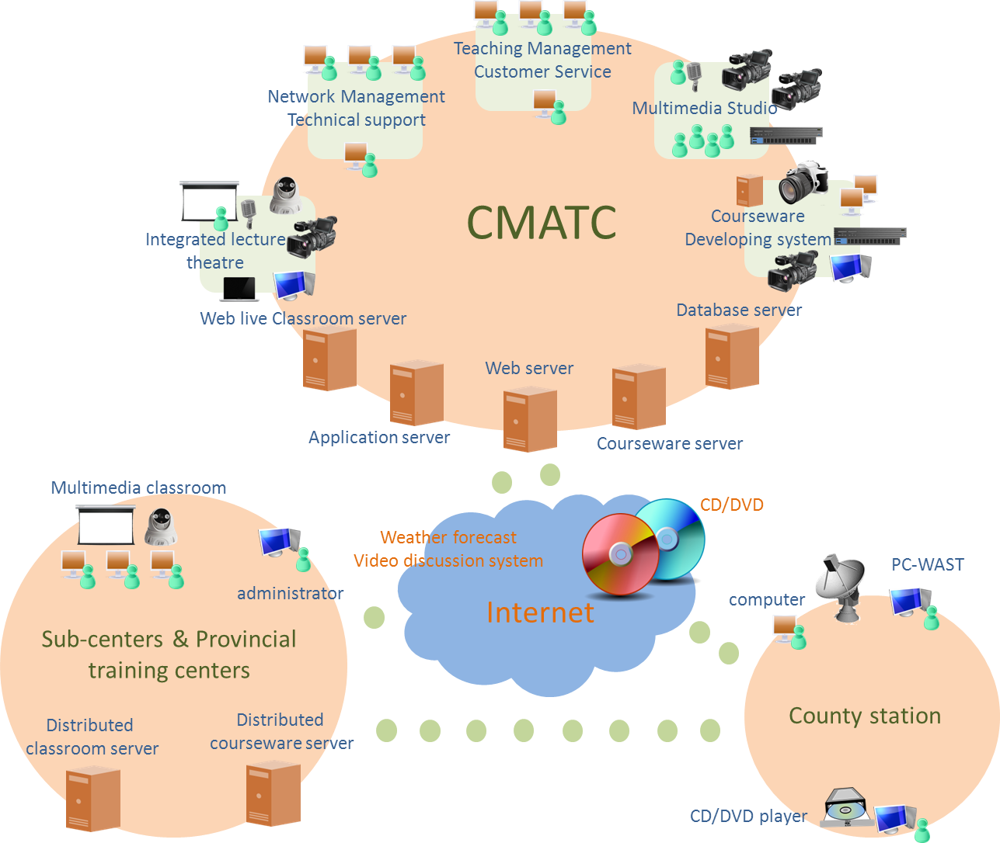 Teaching Management
Customer Service
Network Management
Technical support
Multimedia Studio
CMATC
Courseware
Developing system
Integrated lecture
theatre
Web live Classroom server
Database server
Web server
Application server
Courseware server
Multimedia classroom
CD/DVD
Weather forecast
Video discussion system
PC-WAST
administrator
computer
Internet
Sub-centers & Provincial
training centers
County station
Distributed
classroom server
Distributed
courseware server
CD/DVD player